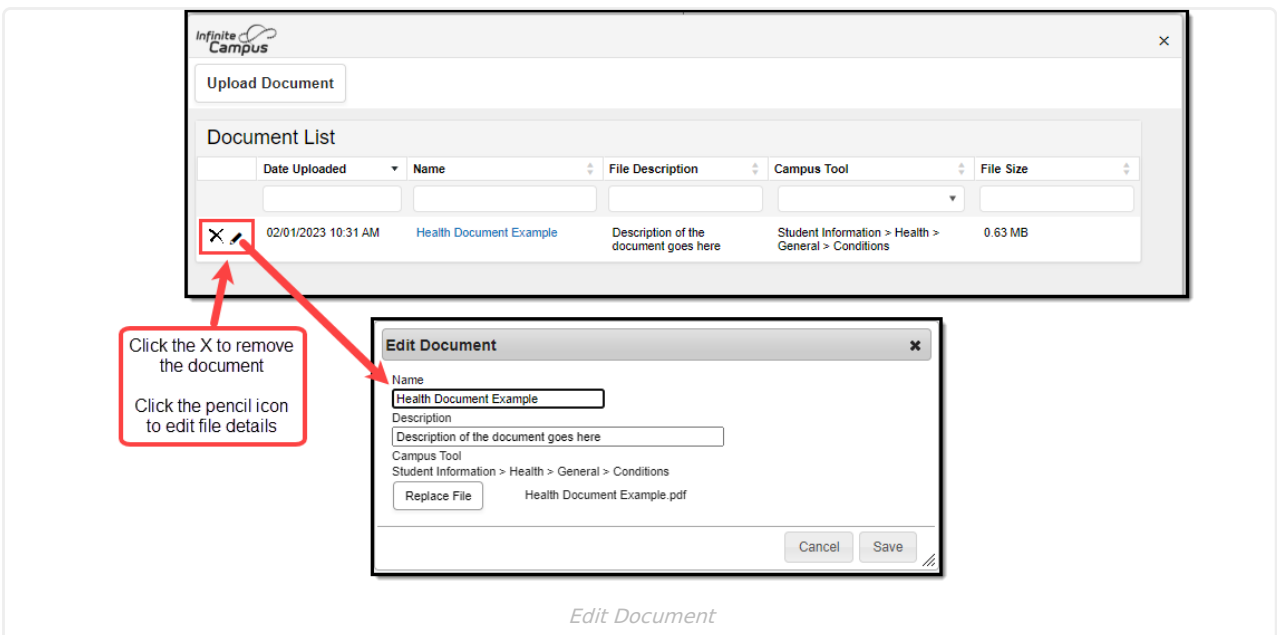 Infinite
Campus
×
Upload Document
Document List
Date Uploaded Name File Description Campus Tool File Size
02/01/2023 10:31 AM Health Document Example Description of the Student Information > Health > 0.63 MB
document goes here General > Conditions
Click the X to remove
the document
Click the pencil icon
to edit file details
Edit Document
Name
Health Document Example
Description
Description of the document goes here
Campus Tool
Student Information > Health > General > Conditions
Replace File Health Document Example.pdf
Cancel Save
Edit Document